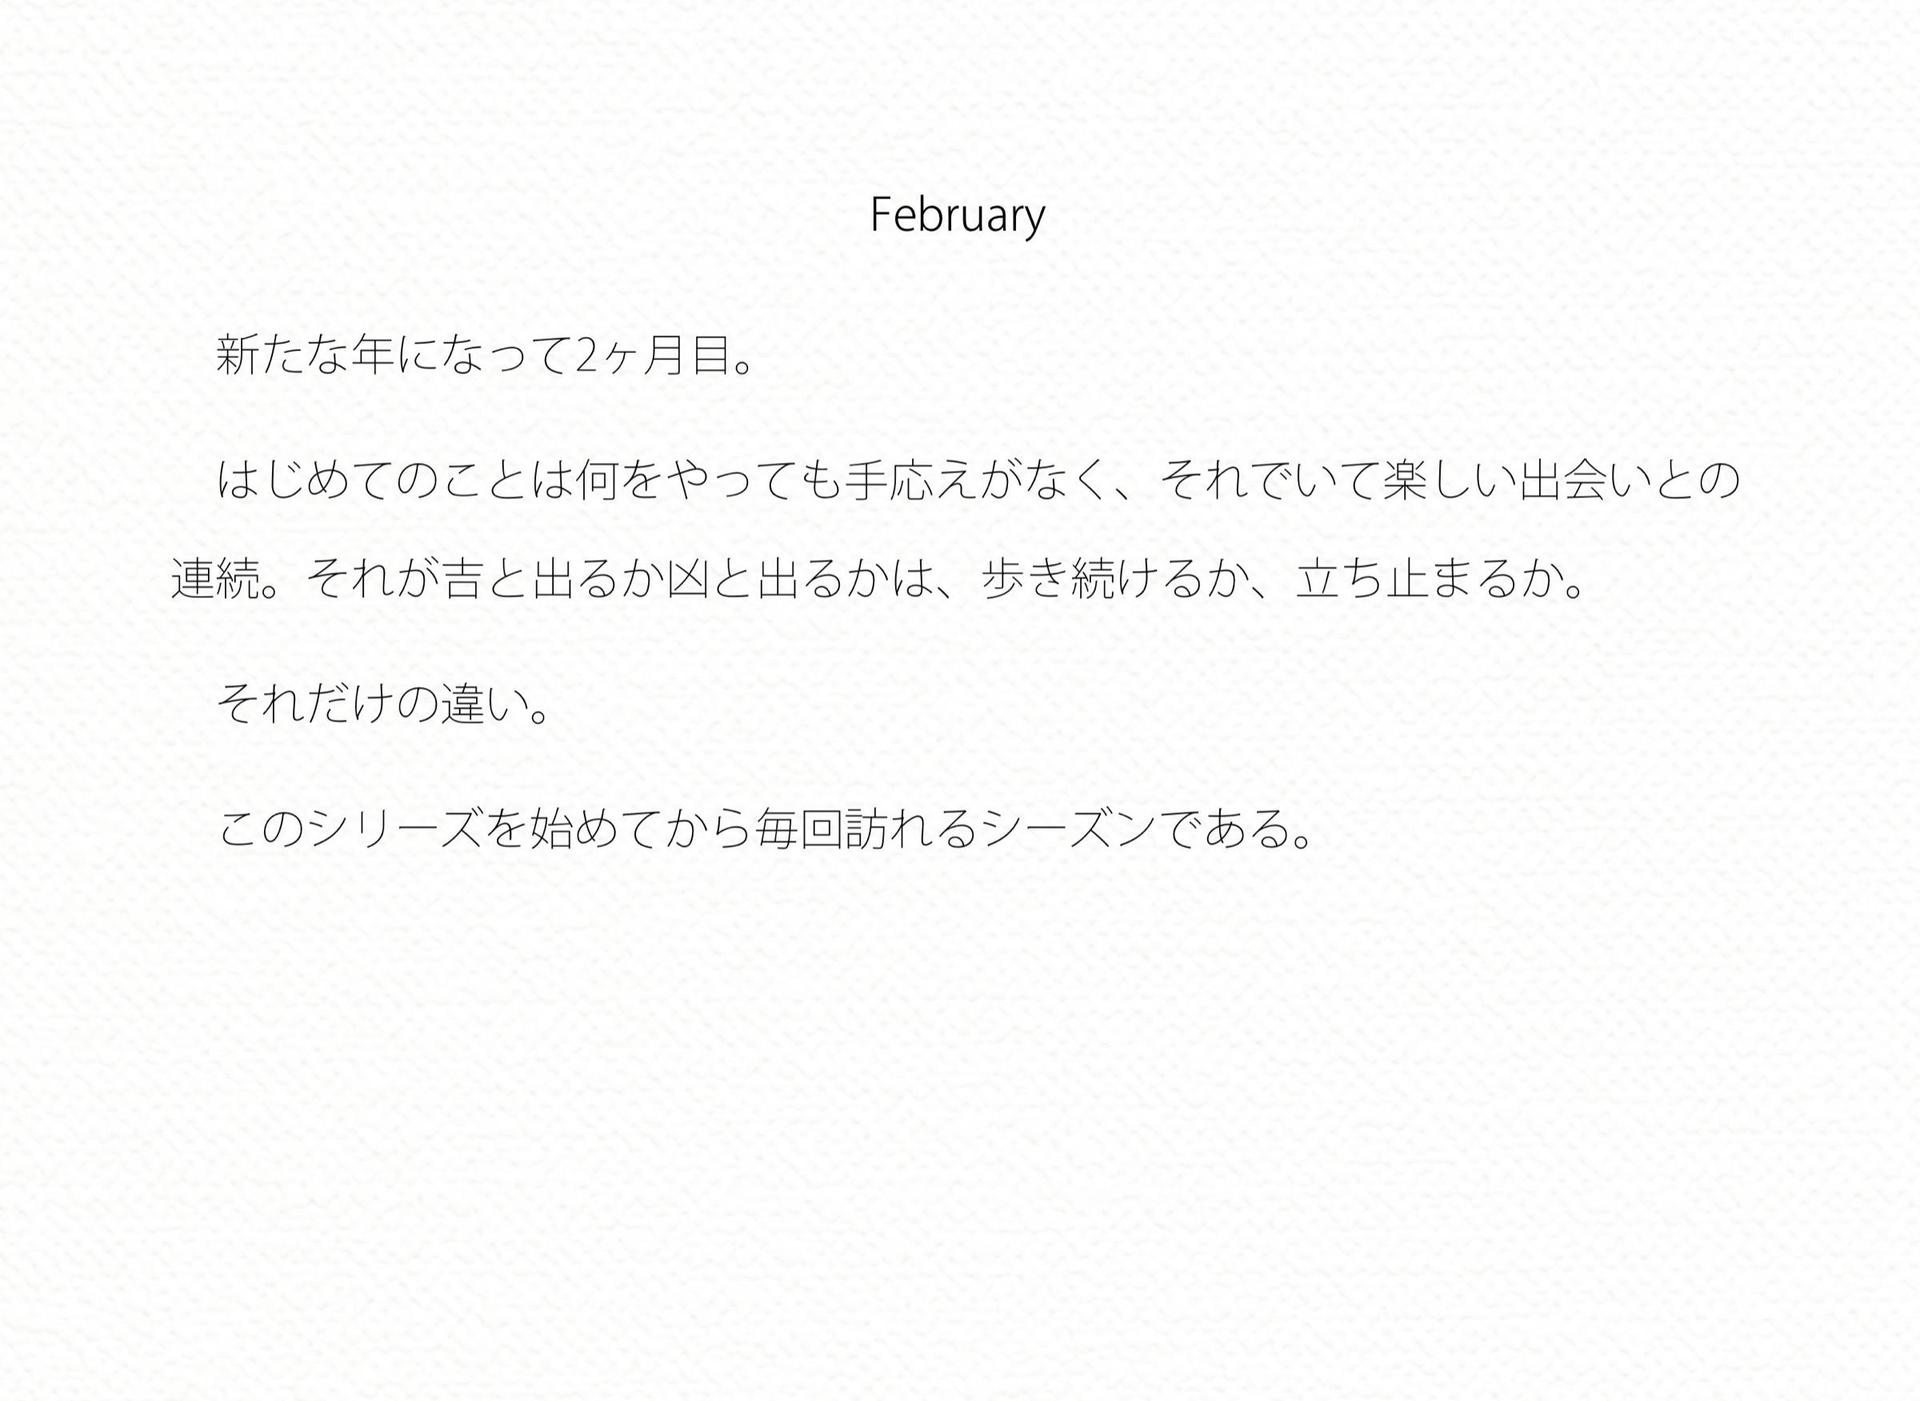 February
新たな年になって2ヶ月目。
はじめてのことは何をやっても手応えがなく、それでいて楽しい出会いとの
連続。それが吉と出るか凶と出るかは、歩き続けるか、立ち止まるか。
それだけの違い。
このシリーズを始めてから毎回訪れるシーズンである。